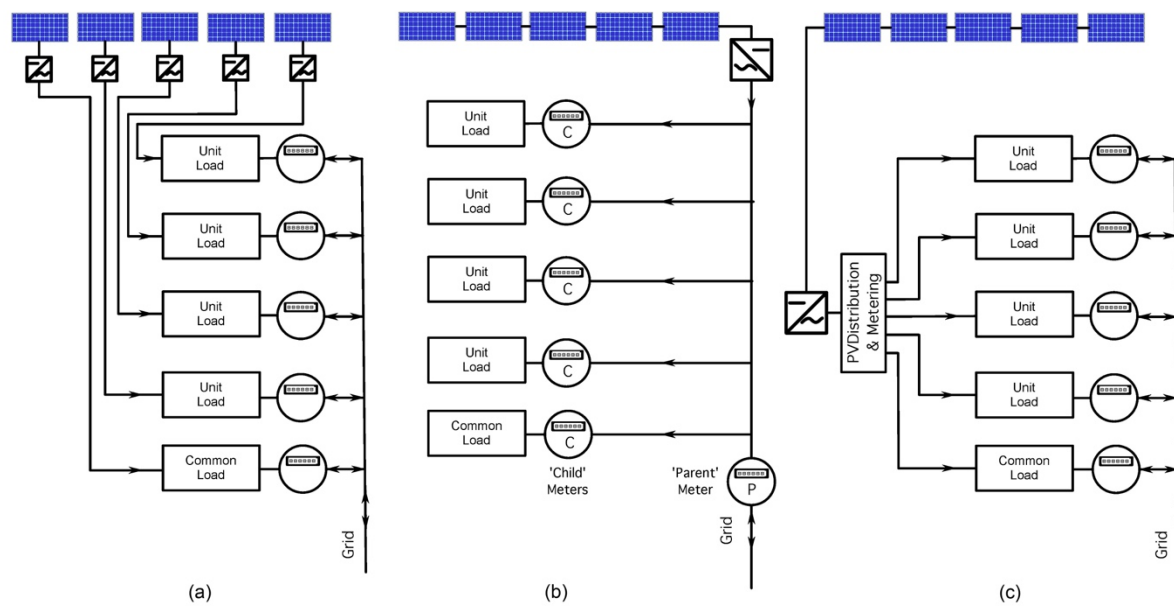 Unit
Load
Unit
Load
Unit
Load
Unit
Load
Common
Load
Grid
(a)
Unit
Load
C
Unit
Load
C
Unit
Load
C
Unit
Load
C
Common
Load
C
'Child'
Meters
'Parent'
Meter
P
Grid
(b)
PVDistribution
& Metering
Unit
Load
Unit
Load
Unit
Load
Unit
Load
Common
Load
Grid
(c)